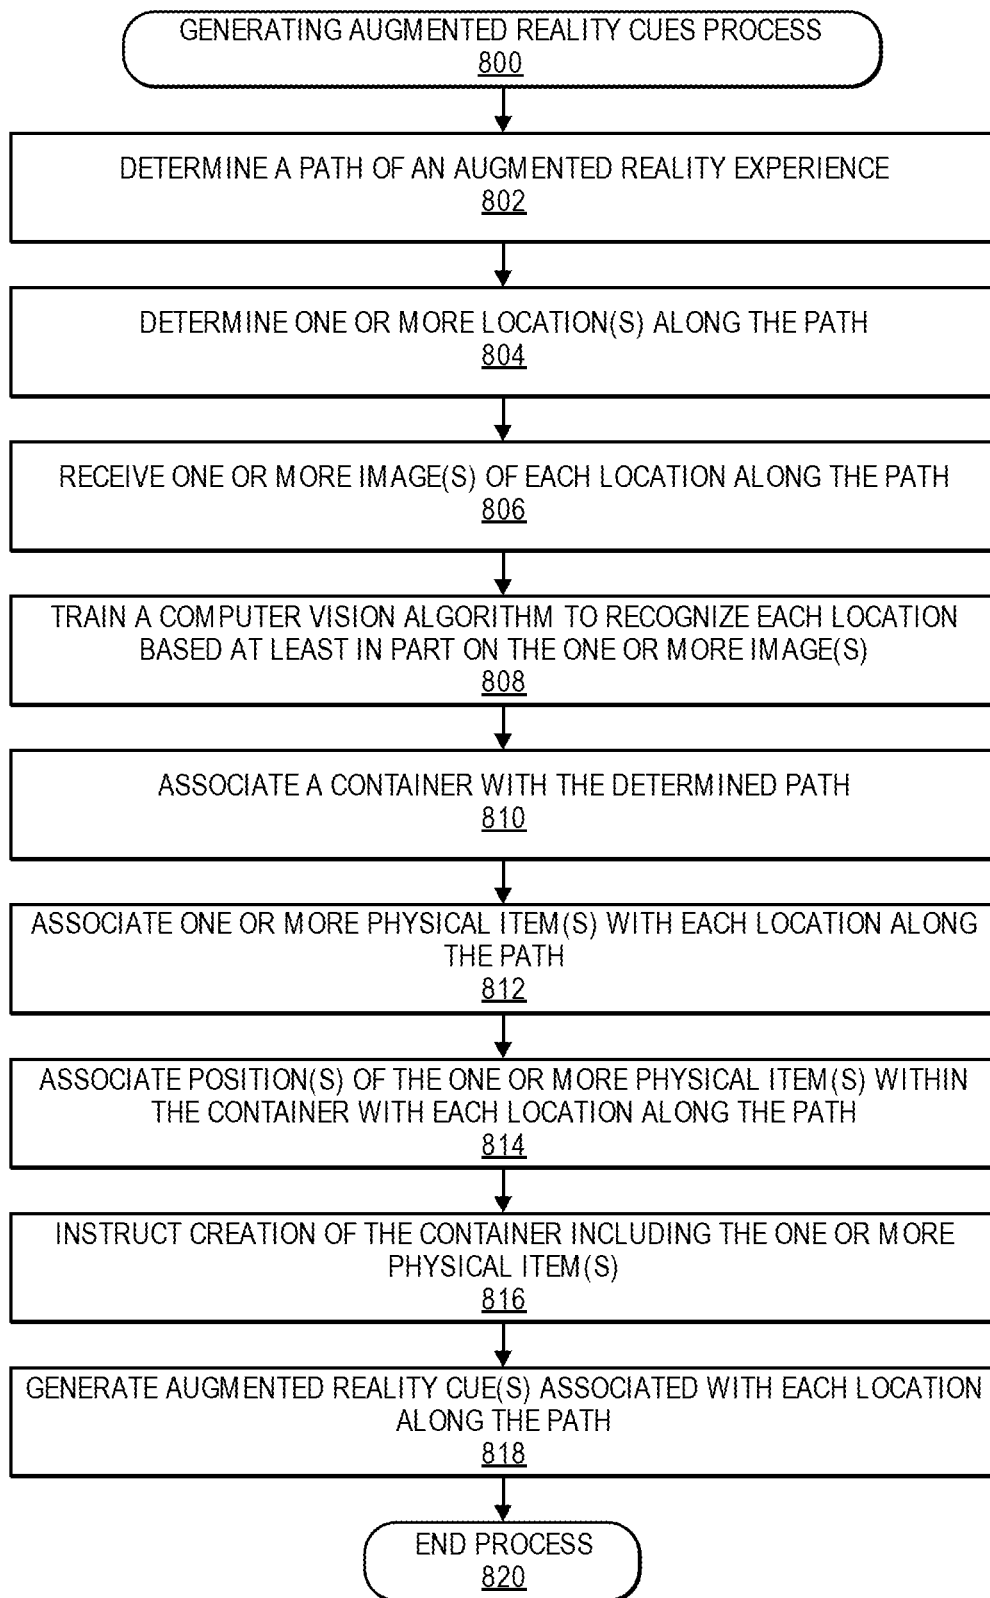 GENERATING AUGMENTED REALITY CUES PROCESS
800
DETERMINE A PATH OF AN AUGMENTED REALITY EXPERIENCE
802
DETERMINE ONE OR MORE LOCATION(S) ALONG THE PATH
804
RECEIVE ONE OR MORE IMAGE(S) OF EACH LOCATION ALONG THE PATH
806
TRAIN A COMPUTER VISION ALGORITHM TO RECOGNIZE EACH LOCATION
BASED AT LEAST IN PART ON THE ONE OR MORE IMAGE(S)
808
ASSOCIATE A CONTAINER WITH THE DETERMINED PATH
810
ASSOCIATE ONE OR MORE PHYSICAL ITEM(S) WITH EACH LOCATION ALONG
THE PATH
812
ASSOCIATE POSITION(S) OF THE ONE OR MORE PHYSICAL ITEM(S) WITHIN
THE CONTAINER WITH EACH LOCATION ALONG THE PATH
814
INSTRUCT CREATION OF THE CONTAINER INCLUDING THE ONE OR MORE
PHYSICAL ITEM(S)
816
GENERATE AUGMENTED REALITY CUE(S) ASSOCIATED WITH EACH LOCATION
ALONG THE PATH
818
END PROCESS
820